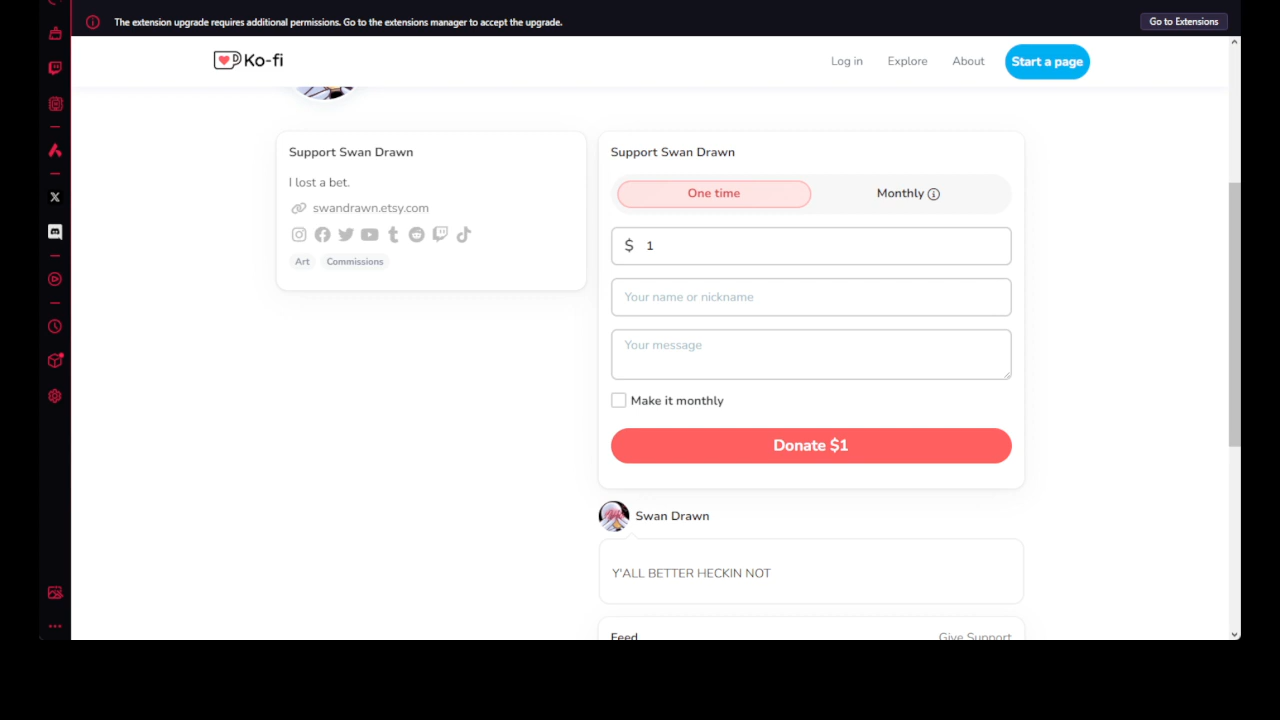 The extension upgrade requires additional permissions. Go to the extensions manager to accept the upgrade.
Go to Extensions
Ko-fi
Log in
Explore
About
Start a page
Support Swan Drawn
I lost a bet.
swandrawn.etsy.com
Art
Commissions
Support Swan Drawn
One time
Monthly
$ 1
Your name or nickname
Your message
Make it monthly
Donate $1
Swan Drawn
Y'ALL BETTER HECKIN NOT
Feed
Give Support